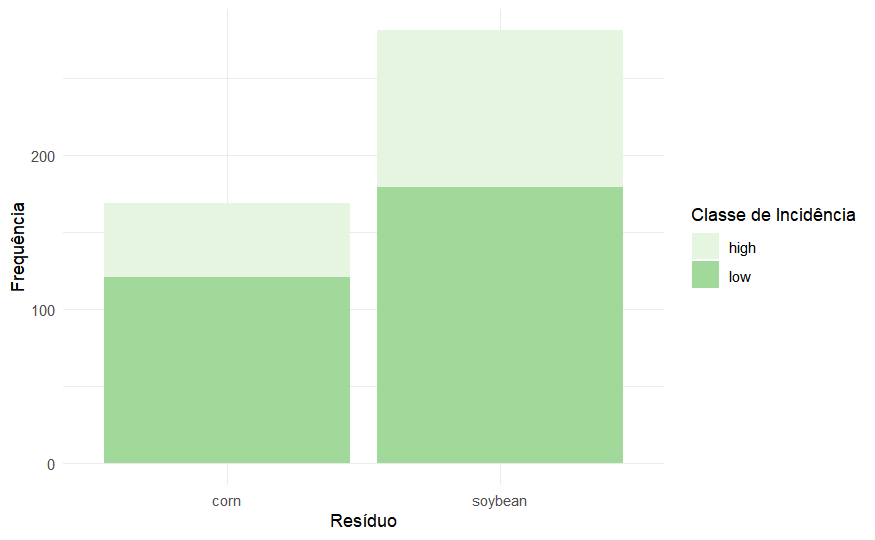 Frequência
200
100
0
corn
soybean
Resíduo
Classe de Incidência
high
low